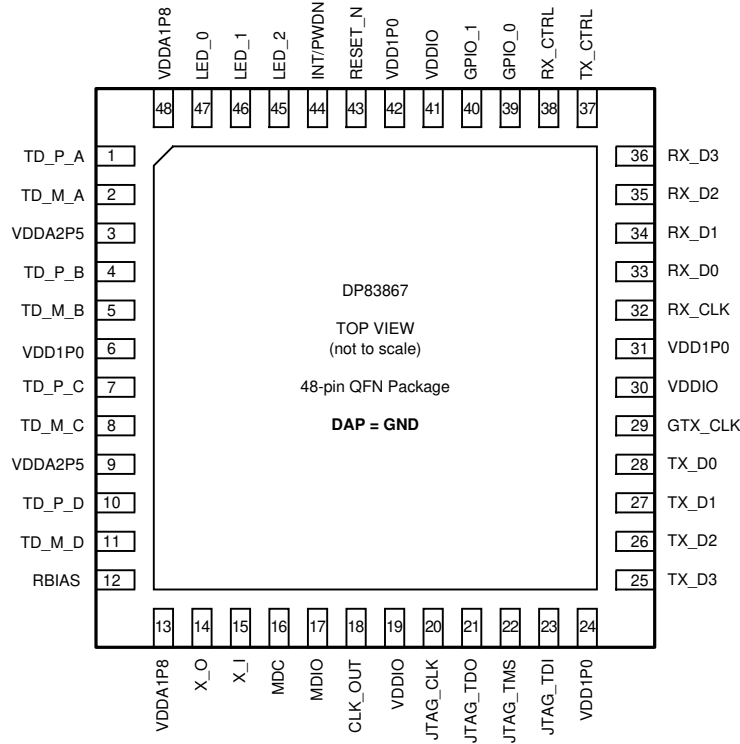 VDDA1P8
LED_0
LED_1
LED_2
INT/PWDN
RESET_N
VDD1P0
VDDIO
GPIO_1
GPIO_0
RX_CTRL
TX_CTRL
48 47 46 45 44 43 42 41 40 39 38 37
TD_P_A 1
TD_M_A 2
VDDA2P5 3
TD_P_B 4
TD_M_B 5
VDD1P0 6
TD_P_C 7
TD_M_C 8
VDDA2P5 9
TD_P_D 10
TD_M_D 11
RBIAS 12
DP83867
TOP VIEW
(not to scale)
48-pin QFN Package
DAP = GND
36 RX_D3
35 RX_D2
34 RX_D1
33 RX_D0
32 RX_CLK
31 VDD1P0
30 VDDIO
29 GTX_CLK
28 TX_D0
27 TX_D1
26 TX_D2
25 TX_D3
13 14 15 16 17 18 19 20 21 22 23 24
VDDA1P8
X_O
X_I
MDC
MDIO
CLK_OUT
VDDIO
JTAG_CLK
JTAG_TDO
JTAG_TMS
JTAG_TDI
VDD1P0